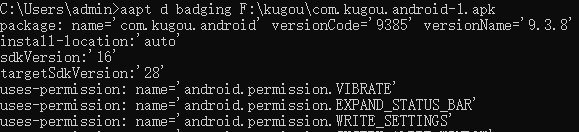 C:\Users\admin>aapt d badging F:\kugou\com.kugou.android-1.apk
package: name='com.kugou.android' versionCode='9385' versionName='9.3.8'
install-location:'auto'
sdkVersion:'16'
targetSdkVersion:'28'
uses-permission: name='android.permission.VIBRATE'
uses-permission: name='android.permission.EXPAND_STATUS_BAR'
uses-permission: name='android.permission.WRITE_SETTINGS'